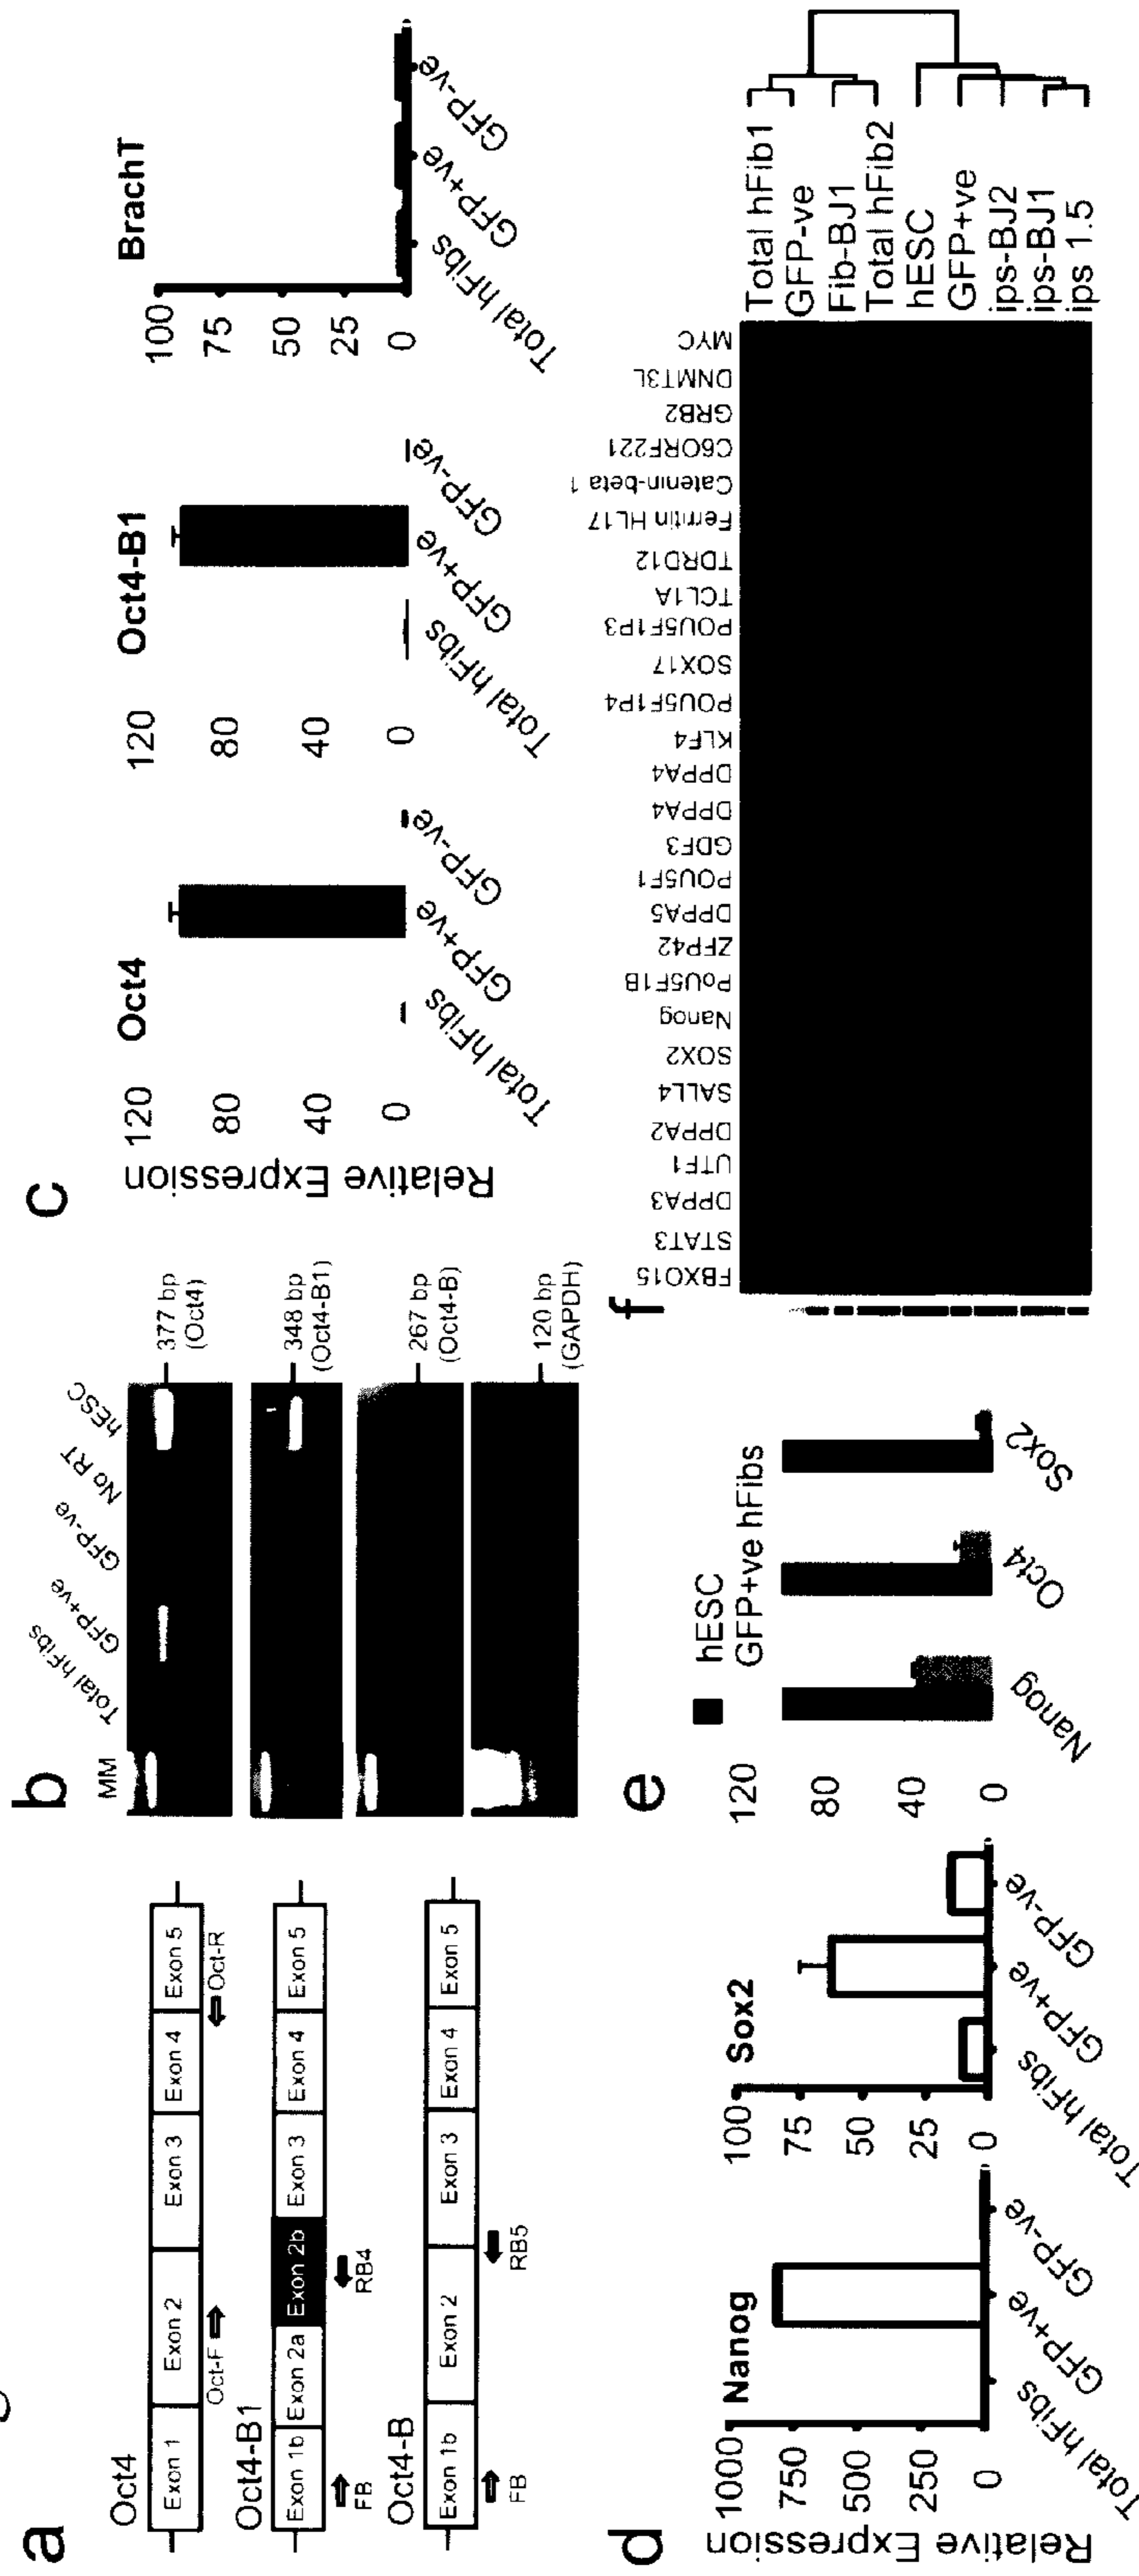 a
Oct4
Exon 1
Exon 2
Exon 3
Exon 4
Exon 5
Oct-F
Oct-R
Oct4-B1
Exon 1b
Exon 2a
Exon 2b
Exon 3
Exon 4
Exon 5
FB
RB4
Oct4-B
Exon 1b
Exon 2
Exon 3
Exon 4
Exon 5
FB
RB5
b
MM
Total hFibs
GFP+ve
GFP-ve
No RT
hESC
377 bp
(Oct4)
348 bp
(Oct4-B1)
267 bp
(Oct4-B)
120 bp
(GAPDH)
c
Relative Expression
Oct4
120
80
40
0
Total hFibs
GFP+ve
GFP-ve
Oct4-B1
120
80
40
0
Total hFibs
GFP+ve
GFP-ve
BrachT
100
75
50
25
0
Total hFibs
GFP+ve
GFP-ve
d
Relative Expression
Nanog
1000
750
500
250
0
Total hFibs
GFP+ve
GFP-ve
Sox2
100
75
50
25
0
Total hFibs
GFP+ve
GFP-ve
e
hESC
GFP+ve hFibs
120
80
40
0
Nanog
Oct4
Sox2
f
FBXO15
STAT3
DPPA3
UTF1
DPPA2
SALL4
SOX2
Nanog
PoU5F1B
ZFP42
DPPA5
POU5F1
GDF3
DPPA4
DPPA4
KLF4
POU5F1P4
SOX17
POU5F1P3
TCL1A
TDRD12
Ferritin HL17
Catenin-beta 1
C6ORF221
GRB2
DNMT3L
MYC
Total hFib1
GFP-ve
Fib-BJ1
Total hFib2
hESC
GFP+ve
ips-BJ2
ips-BJ1
ips 1.5